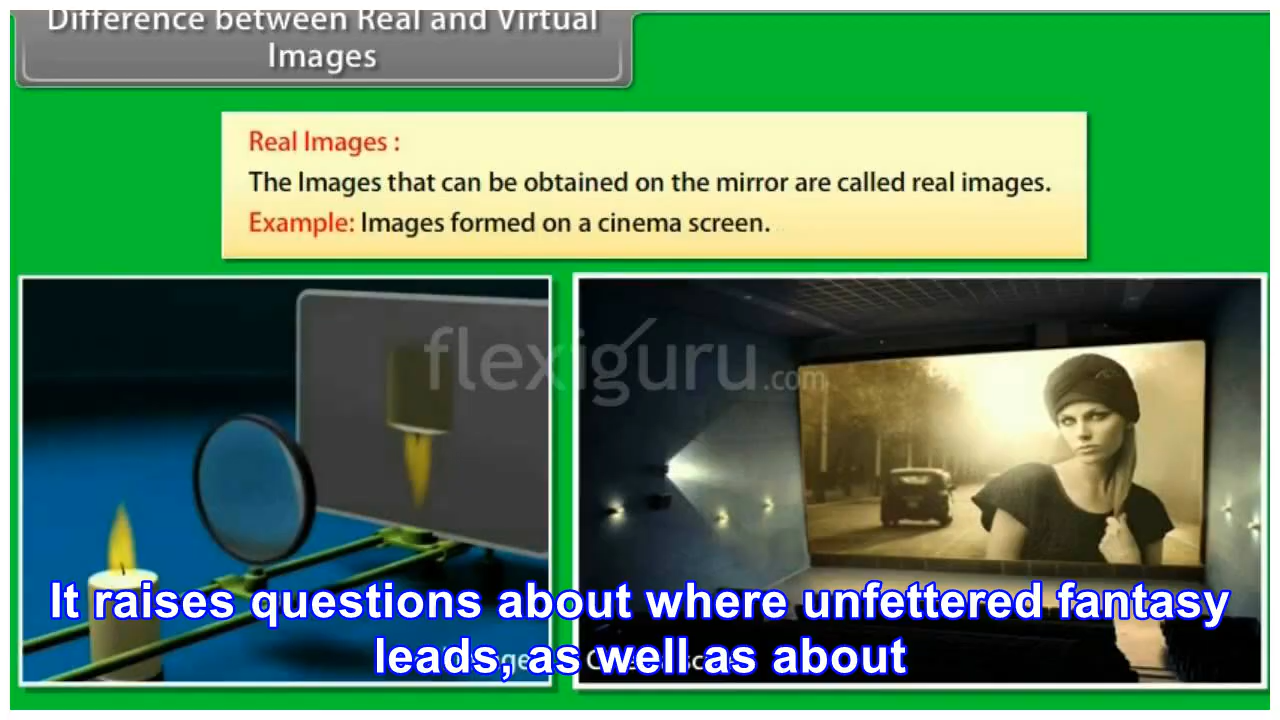 Difference between Real and Virtual
Images
Real Images :
The Images that can be obtained on the mirror are called real images.
Example: Images formed on a cinema screen.
flexiguru.com
It raises questions about where unfettered fantasy
leads, as well as about